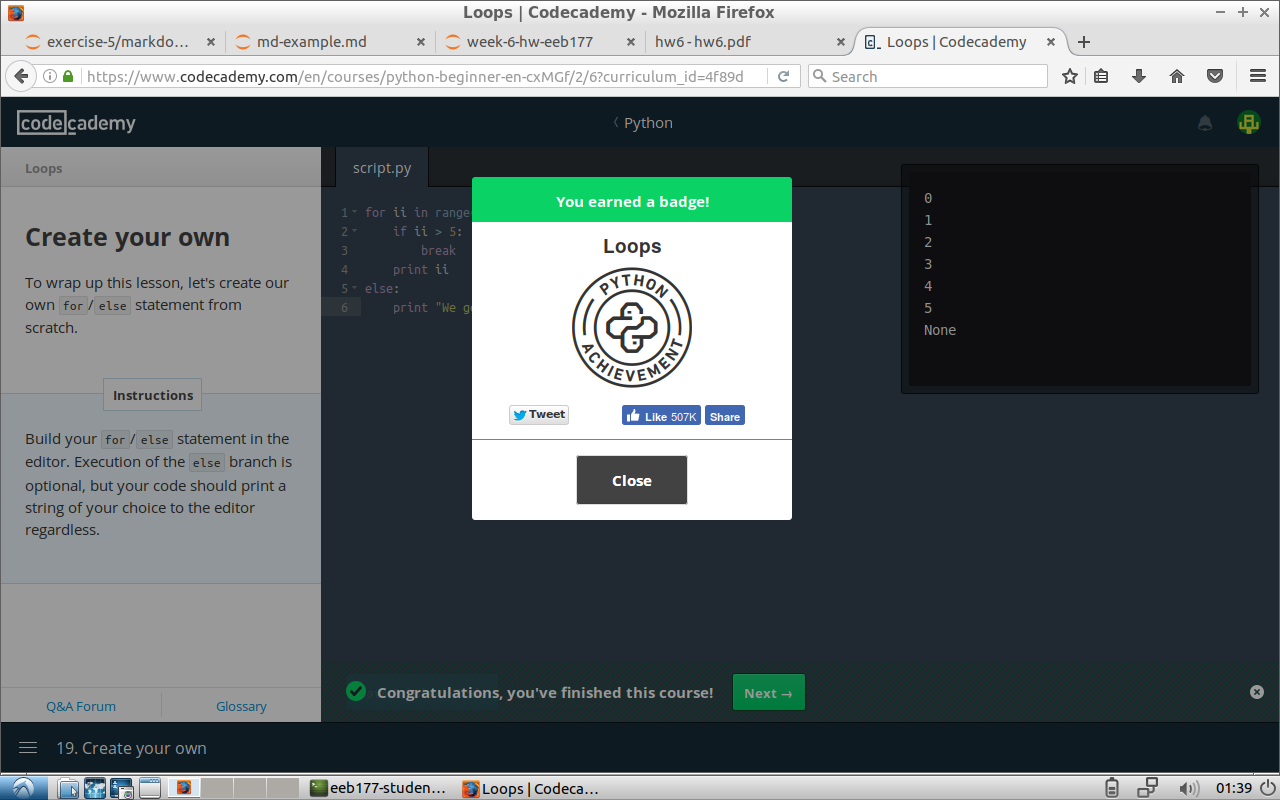 Loops | Codecademy - Mozilla Firefox
exercise-5/markdo...
md-example.md
week-6-hw-eeb177
hw6 - hw6.pdf
Loops | Codecademy
https://www.codecademy.com/en/courses/python-beginner-en-cxMGf/2/6?curriculum_id=4f89d
Search
codecademy
Python
Loops
Create your own
To wrap up this lesson, let's create our
own for/else statement from
scratch.
Instructions
Build your for/else statement in the
editor. Execution of the else branch is
optional, but your code should print a
string of your choice to the editor
regardless.
Q&A Forum
Glossary
script.py
1 for ii in range
2 if ii > 5:
3 break
4 print ii
5 else:
6 print "We g
You earned a badge!
Loops
PYTHON
ACHIEVEMENT
Tweet
Like 507K
Share
Close
0
1
2
3
4
5
None
Congratulations, you've finished this course!
Next →
19. Create your own
eeb177-studen...
Loops | Codeca...
01:39